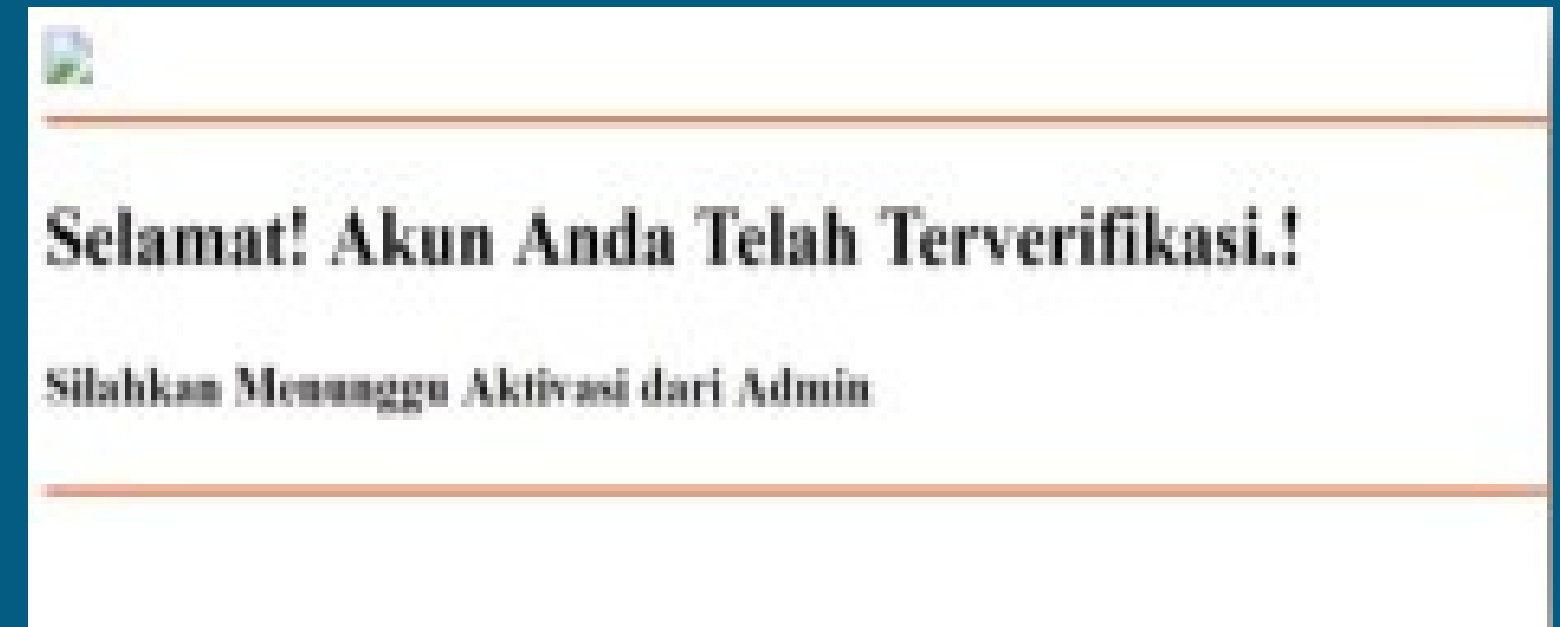 Selamat! Akun Anda Telah Terverifikasi.!
Silahkan Menunggu Aktivasi dari Admin